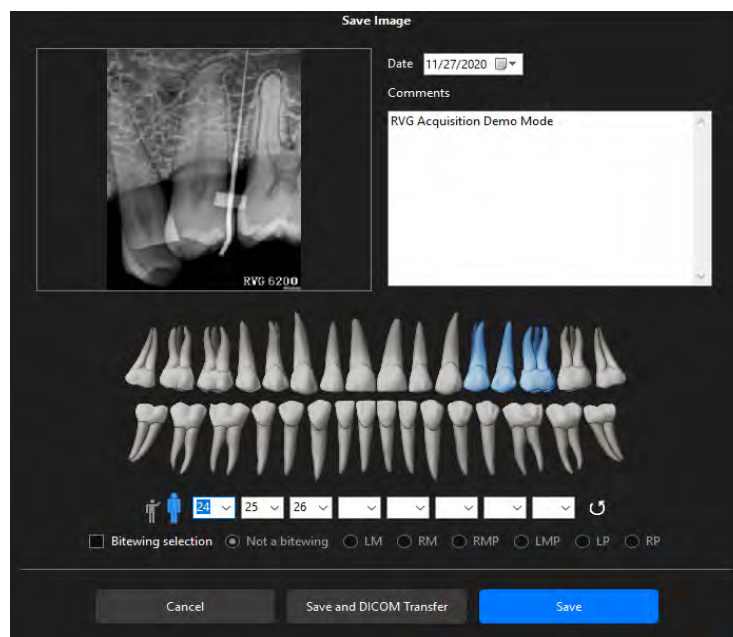 Save Image
Date 11/27/2020
Comments
RVG Acquisition Demo Mode
RVG 6200
24 25 26
Bitewing selection Not a bitewing LM RM RMP LMP LP RP
Cancel Save and DICOM Transfer Save